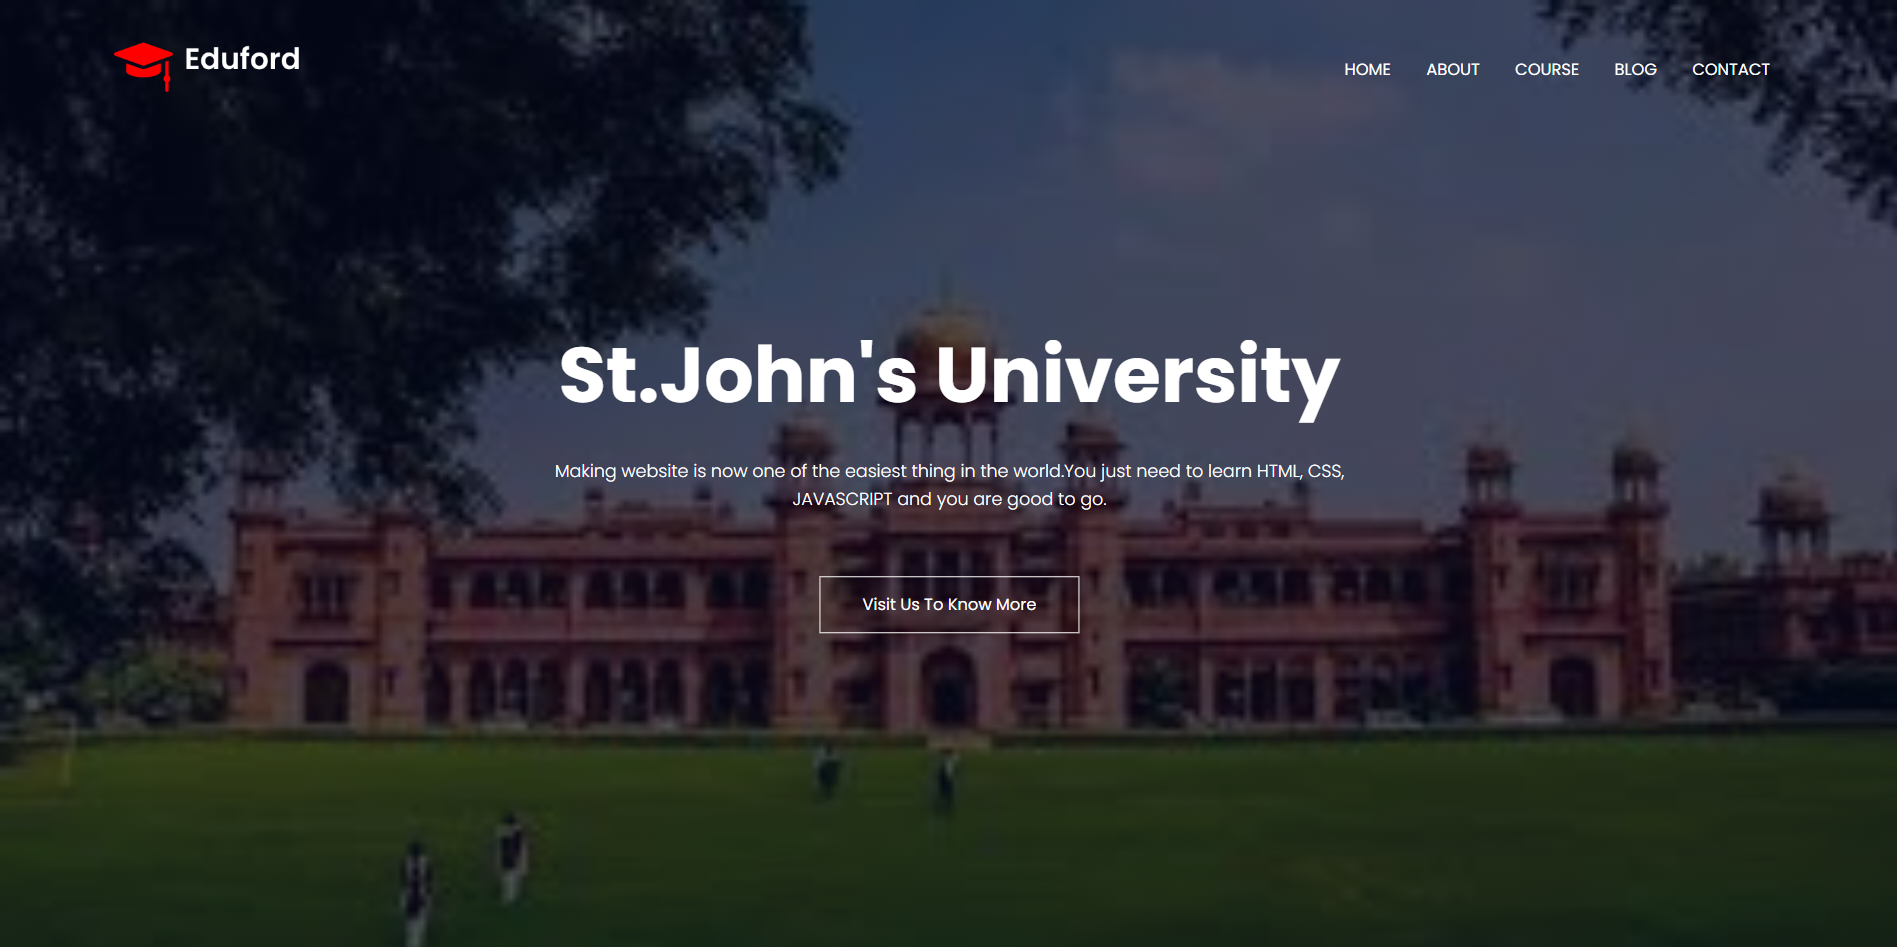 Eduford
HOME ABOUT COURSE BLOG CONTACT
St.John's University
Making website is now one of the easiest thing in the world.You just need to learn HTML, CSS,
JAVASCRIPT and you are good to go.
Visit Us To Know More